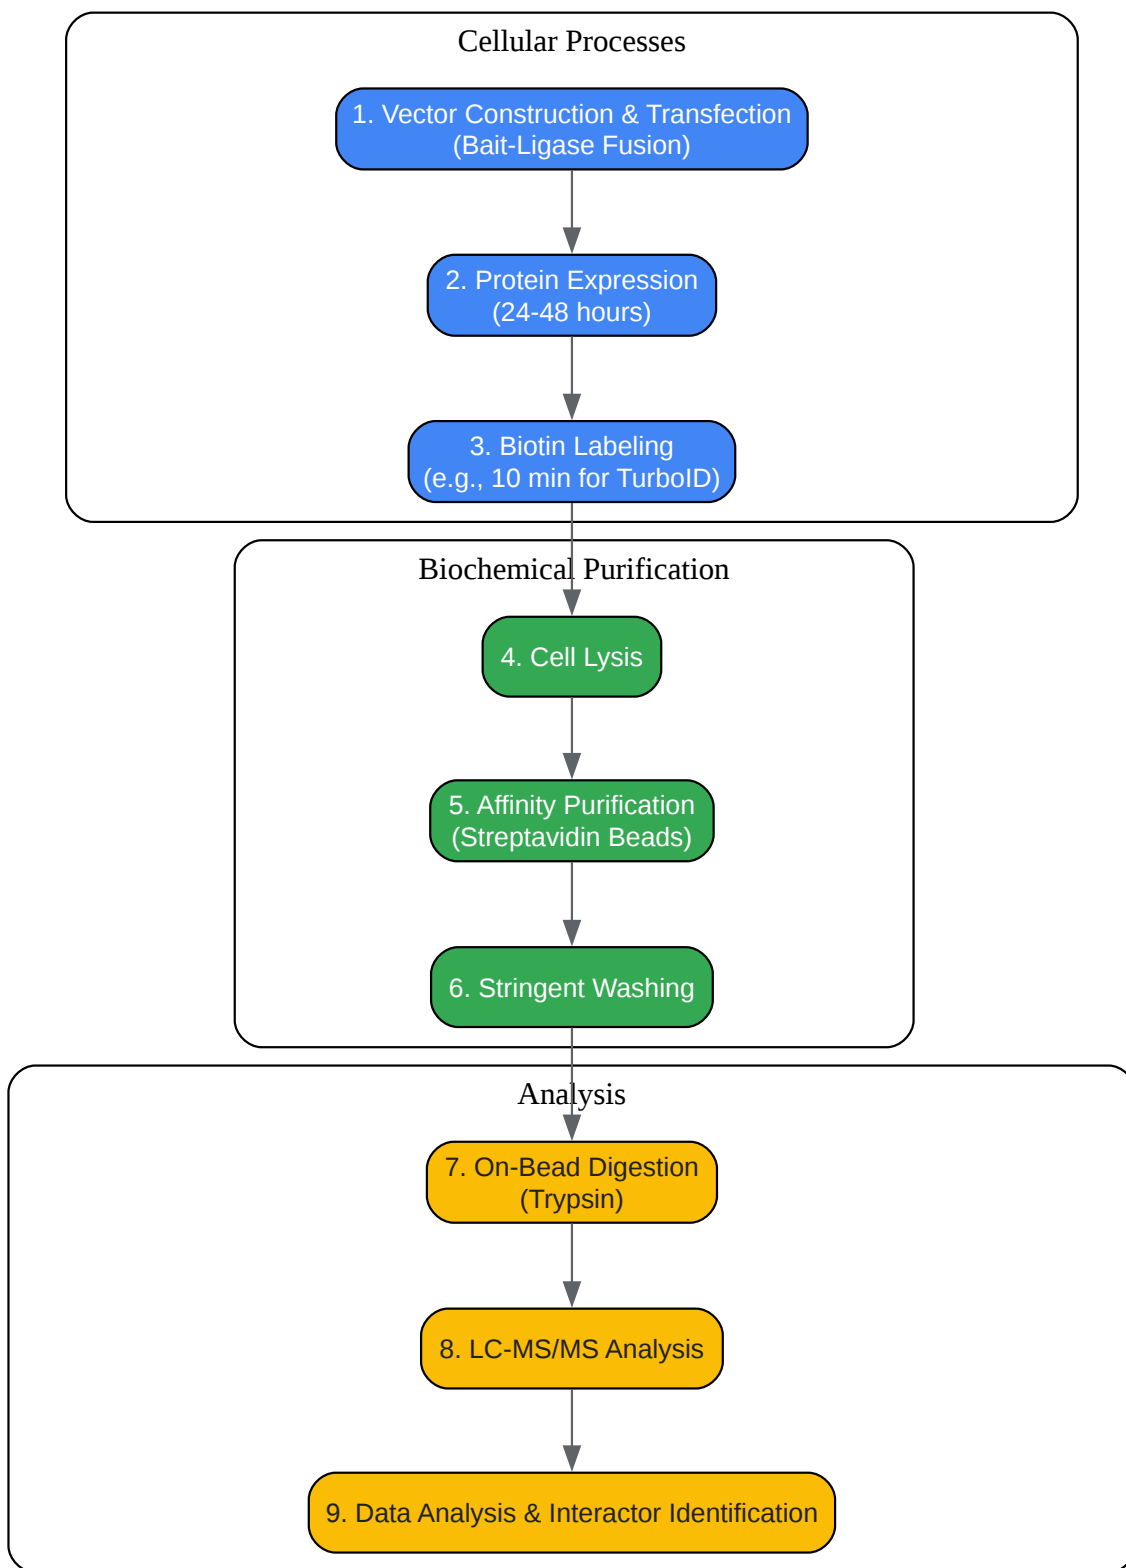 Cellular Processes
1. Vector Construction & Transfection
(Bait-Ligase Fusion)
2. Protein Expression
(24-48 hours)
3. Biotin Labeling
(e.g., 10 min for TurboID)
Biochemical Purification
4. Cell Lysis
5. Affinity Purification
(Streptavidin Beads)
6. Stringent Washing
Analysis
7. On-Bead Digestion
(Trypsin)
8. LC-MS/MS Analysis
9. Data Analysis & Interactor Identification